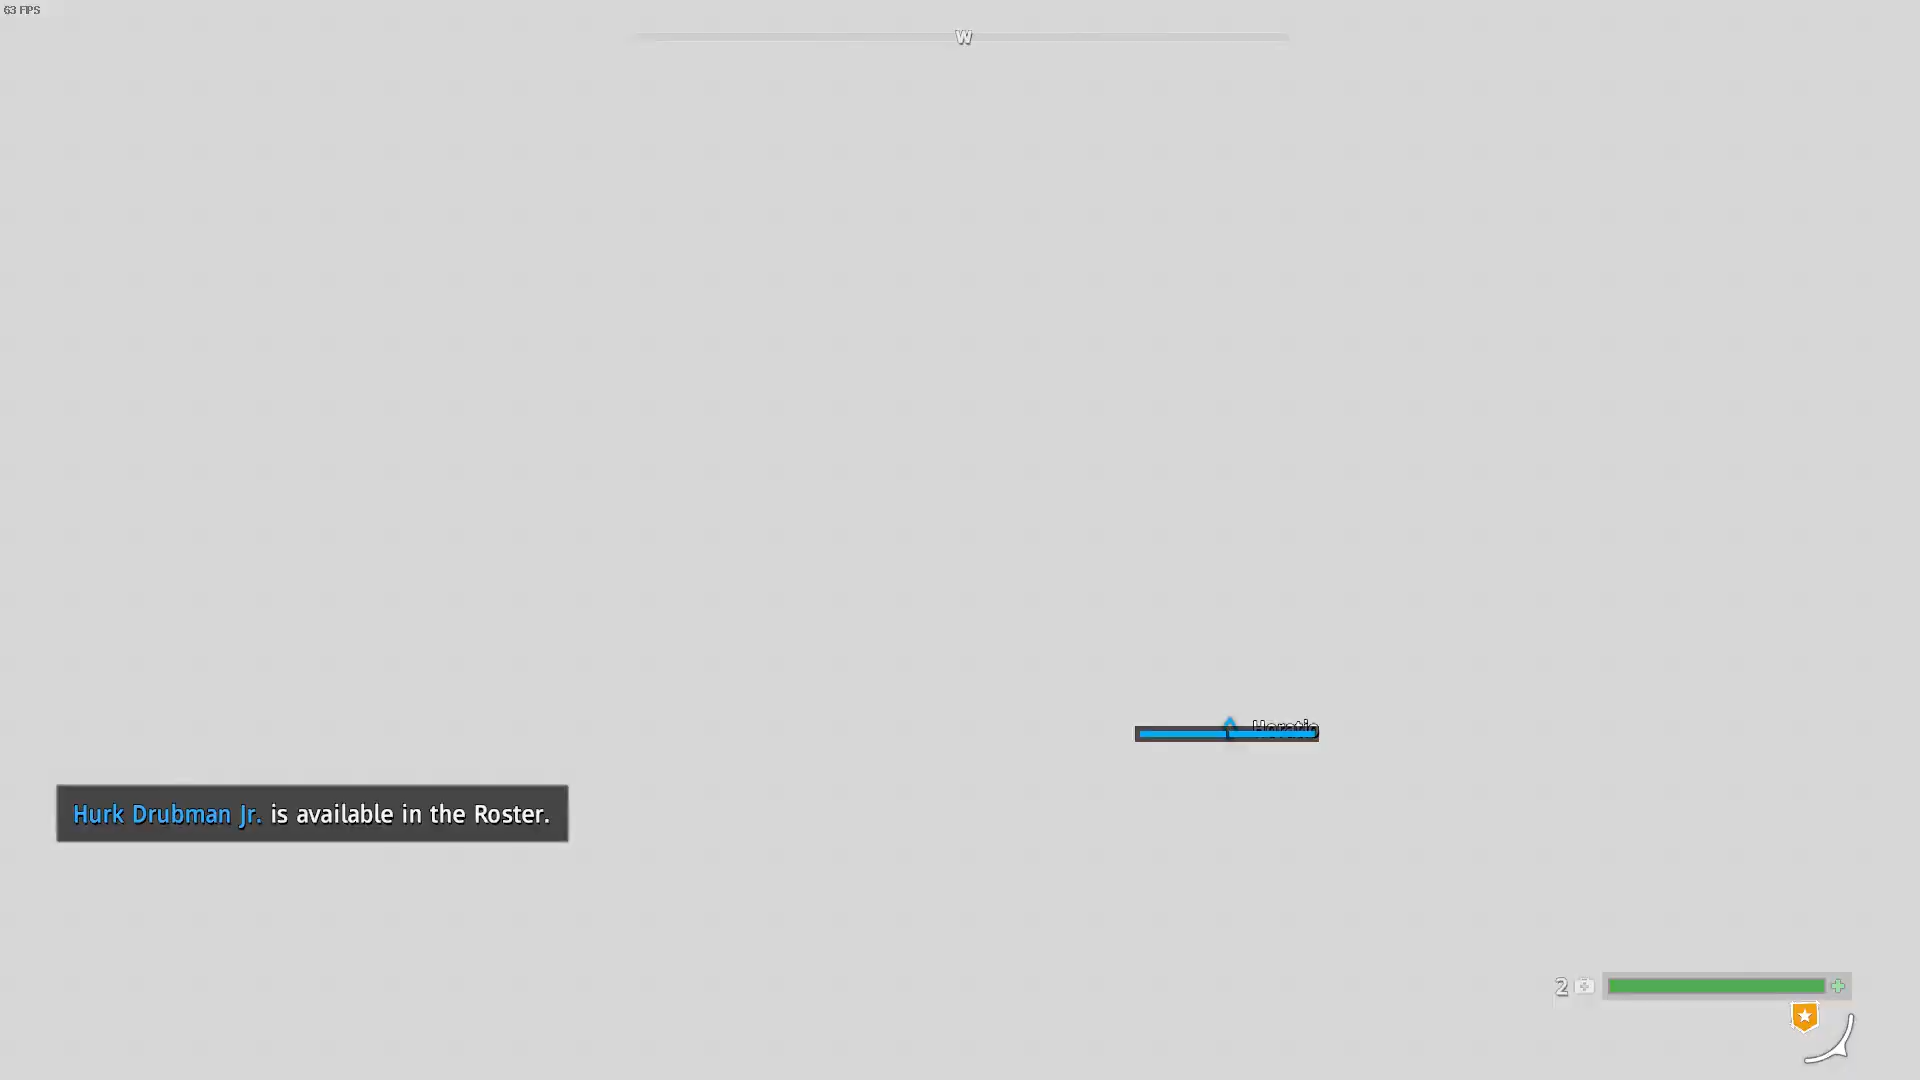 63 FPS
W
Horatio
Hurk Drubman Jr. is available in the Roster.
2